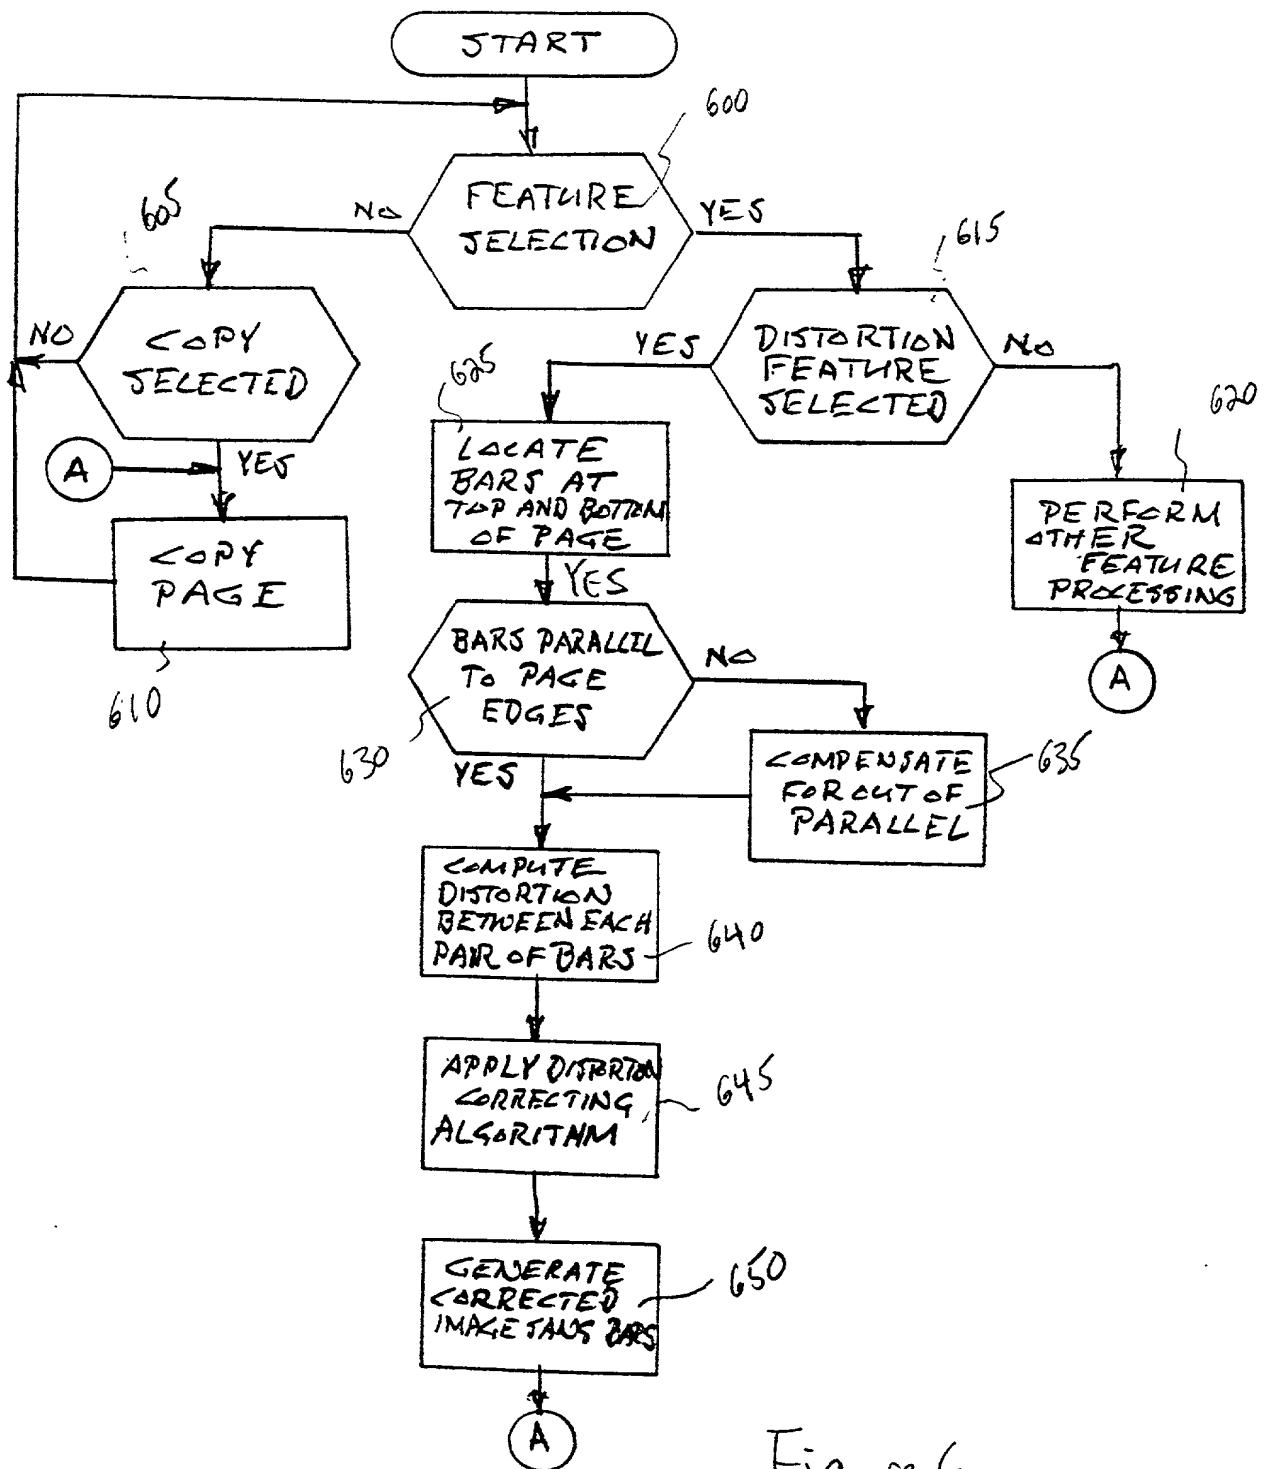 START
600
FEATURE
SELECTION
NO
YES
605
615
COPY
SELECTED
NO
YES
DISTORTION
FEATURE
SELECTED
YES
NO
625
620
A
LOCATE
BARS AT
TOP AND BOTTOM
OF PAGE
COPY
PAGE
610
PERFORM
OTHER
FEATURE
PROCESSING
A
YES
BARS PARALLEL
TO PAGE
EDGES
NO
630
YES
COMPENSATE
FOR OUT OF
PARALLEL
635
COMPUTE
DISTORTION
BETWEEN EACH
PAIR OF BARS
640
APPLY DISTORTON
CORRECTING
ALGORITHM
645
GENERATE
CORRECTED
IMAGE SANS BARS
650
A